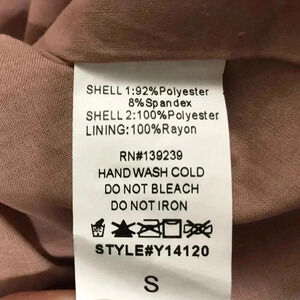 SHELL 1:92%Polyester
8%Spandex
SHELL 2:100%Polyester
LINING:100%Rayon
RN#139239
HAND WASH COLD
DO NOT BLEACH
DO NOT IRON
STYLE#Y14120
S